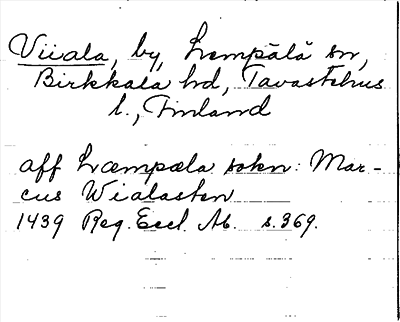 Viiala, by, Lempälä sn,
Birkkala hd, Tavastehus
l., Finland
aff Læmpæla sokn: Mar-
cus Wialasten
1439 Reg. Eccl. Ab. s. 369.